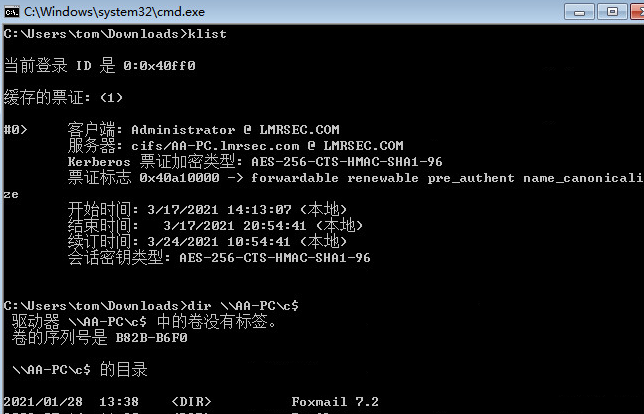 C:\Windows\system32\cmd.exe
C:\Users\tom\Downloads>klist
当前登录 ID 是 0:0x40ff0
缓存的票证: (1)
#0> 客户端: Administrator @ LMRSEC.COM
服务器: cifs/AA-PC.lmrsec.com @ LMRSEC.COM
Kerberos 票证加密类型: AES-256-CTS-HMAC-SHA1-96
票证标志 0x40a10000 -> forwardable renewable pre_authent name_canonicali
ze
开始时间: 3/17/2021 14:13:07 (本地)
结束时间: 3/17/2021 20:54:41 (本地)
续订时间: 3/24/2021 10:54:41 (本地)
会话密钥类型: AES-256-CTS-HMAC-SHA1-96
C:\Users\tom\Downloads>dir \\AA-PC\c$
驱动器 \\AA-PC\c$ 中的卷没有标签。
卷的序列号是 B82B-B6F0
\\AA-PC\c$ 的目录
2021/01/28 13:38 <DIR> Foxmail 7.2